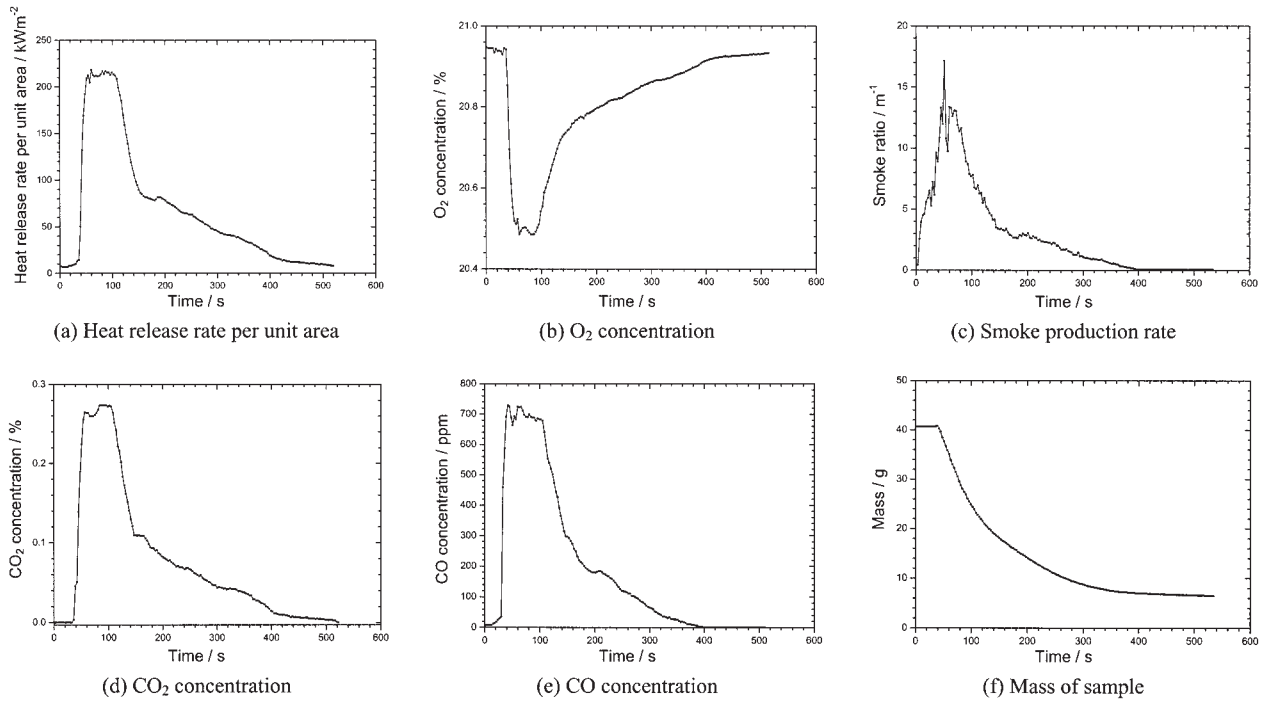 250
200
150
100
50
0
0 100 200 300 400 500 600
Heat release rate per unit area / kWm-2
Time / s
(a) Heat release rate per unit area
21.0
20.8
20.6
20.4
0 100 200 300 400 500 600
O2 concentration / %
Time / s
(b) O2 concentration
20
15
10
5
0
0 100 200 300 400 500 600
Smoke ratio / m-1
Time / s
(c) Smoke production rate
0.3
0.2
0.1
0.0
0 100 200 300 400 500 600
CO2 concentration / %
Time / s
(d) CO2 concentration
800
700
600
500
400
300
200
100
0
0 100 200 300 400 500 600
CO concentration / ppm
Time / s
(e) CO concentration
50
40
30
20
10
0
0 100 200 300 400 500 600
Mass / g
Time / s
(f) Mass of sample